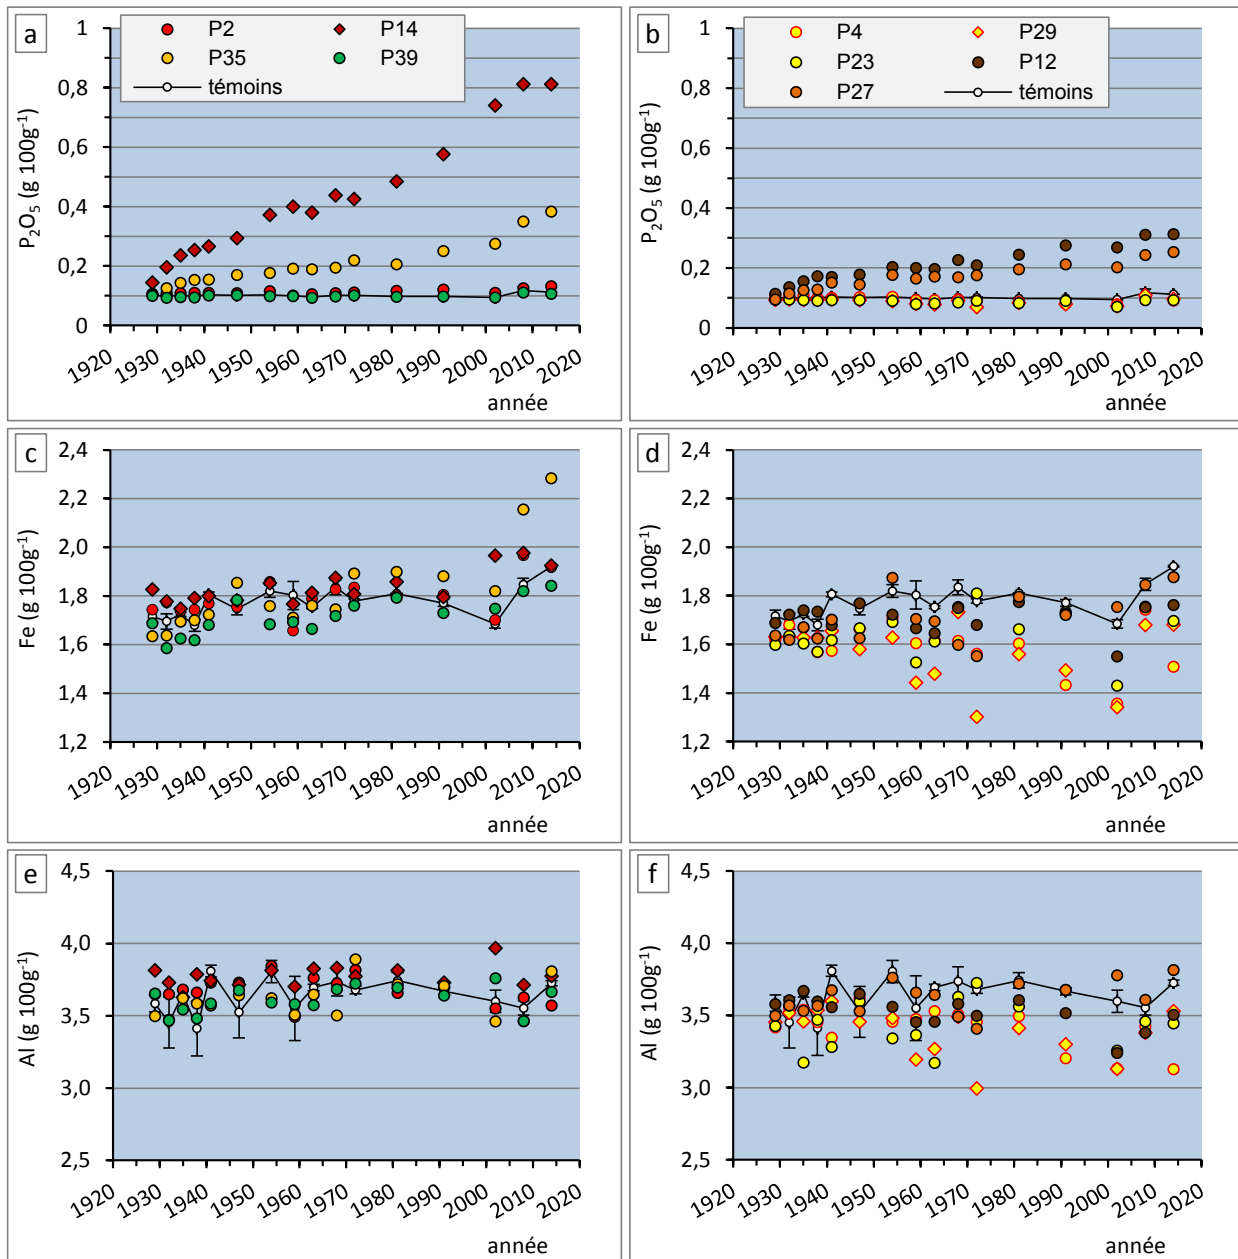 a
P2 P14
P35 P39
témoins
P₂O₅ (g 100g⁻¹)
1
0,8
0,6
0,4
0,2
0
1920 1930 1940 1950 1960 1970 1980 1990 2000 2010 2020
année
b
P4 P29
P23 P12
P27 témoins
P₂O₅ (g 100g⁻¹)
1
0,8
0,6
0,4
0,2
0
1920 1930 1940 1950 1960 1970 1980 1990 2000 2010 2020
année
c
Fe (g 100g⁻¹)
2,4
2,2
2,0
1,8
1,6
1,4
1,2
1920 1930 1940 1950 1960 1970 1980 1990 2000 2010 2020
année
d
Fe (g 100g⁻¹)
2,4
2,2
2,0
1,8
1,6
1,4
1,2
1920 1930 1940 1950 1960 1970 1980 1990 2000 2010 2020
année
e
Al (g 100g⁻¹)
4,5
4,0
3,5
3,0
2,5
1920 1930 1940 1950 1960 1970 1980 1990 2000 2010 2020
année
f
Al (g 100g⁻¹)
4,5
4,0
3,5
3,0
2,5
1920 1930 1940 1950 1960 1970 1980 1990 2000 2010 2020
année